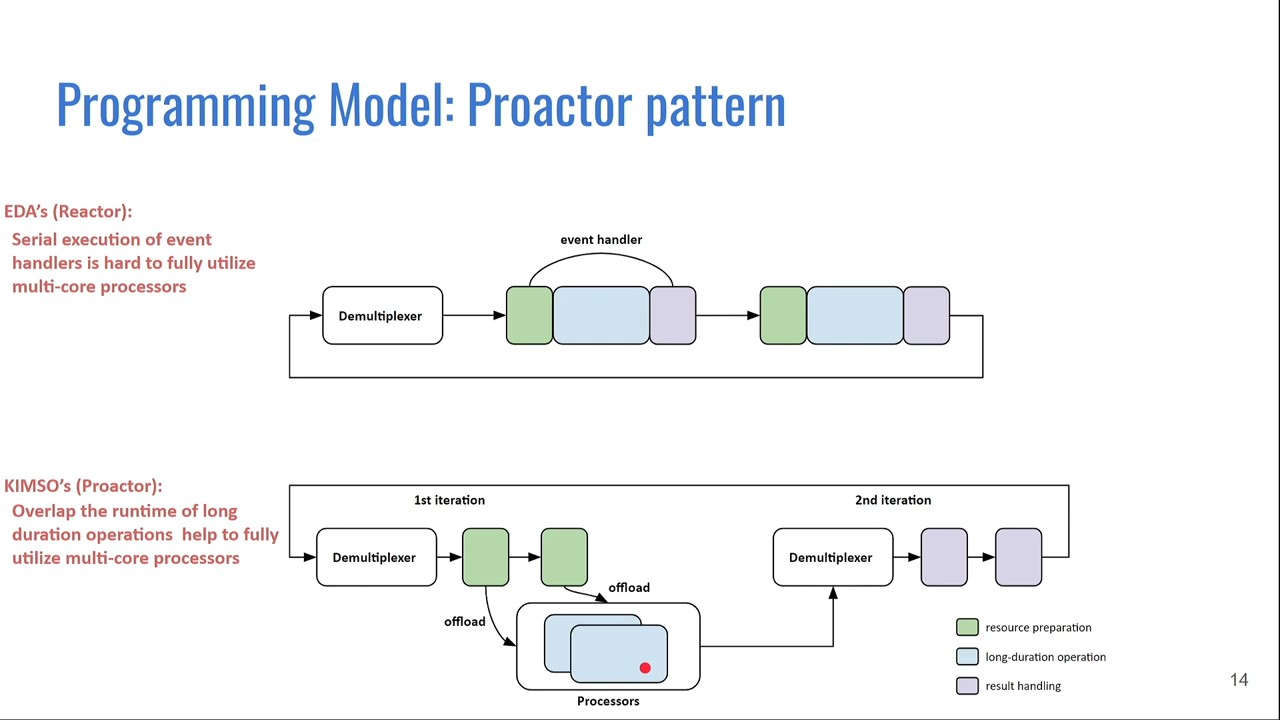 Programming Model: Proactor pattern
EDA's (Reactor):
Serial execution of event
handlers is hard to fully utilize
multi-core processors
event handler
Demultiplexer
KIMSO's (Proactor):
Overlap the runtime of long
duration operations help to fully
utilize multi-core processors
1st iteration
2nd iteration
Demultiplexer
Demultiplexer
offload
offload
Processors
resource preparation
long-duration operation
result handling
14